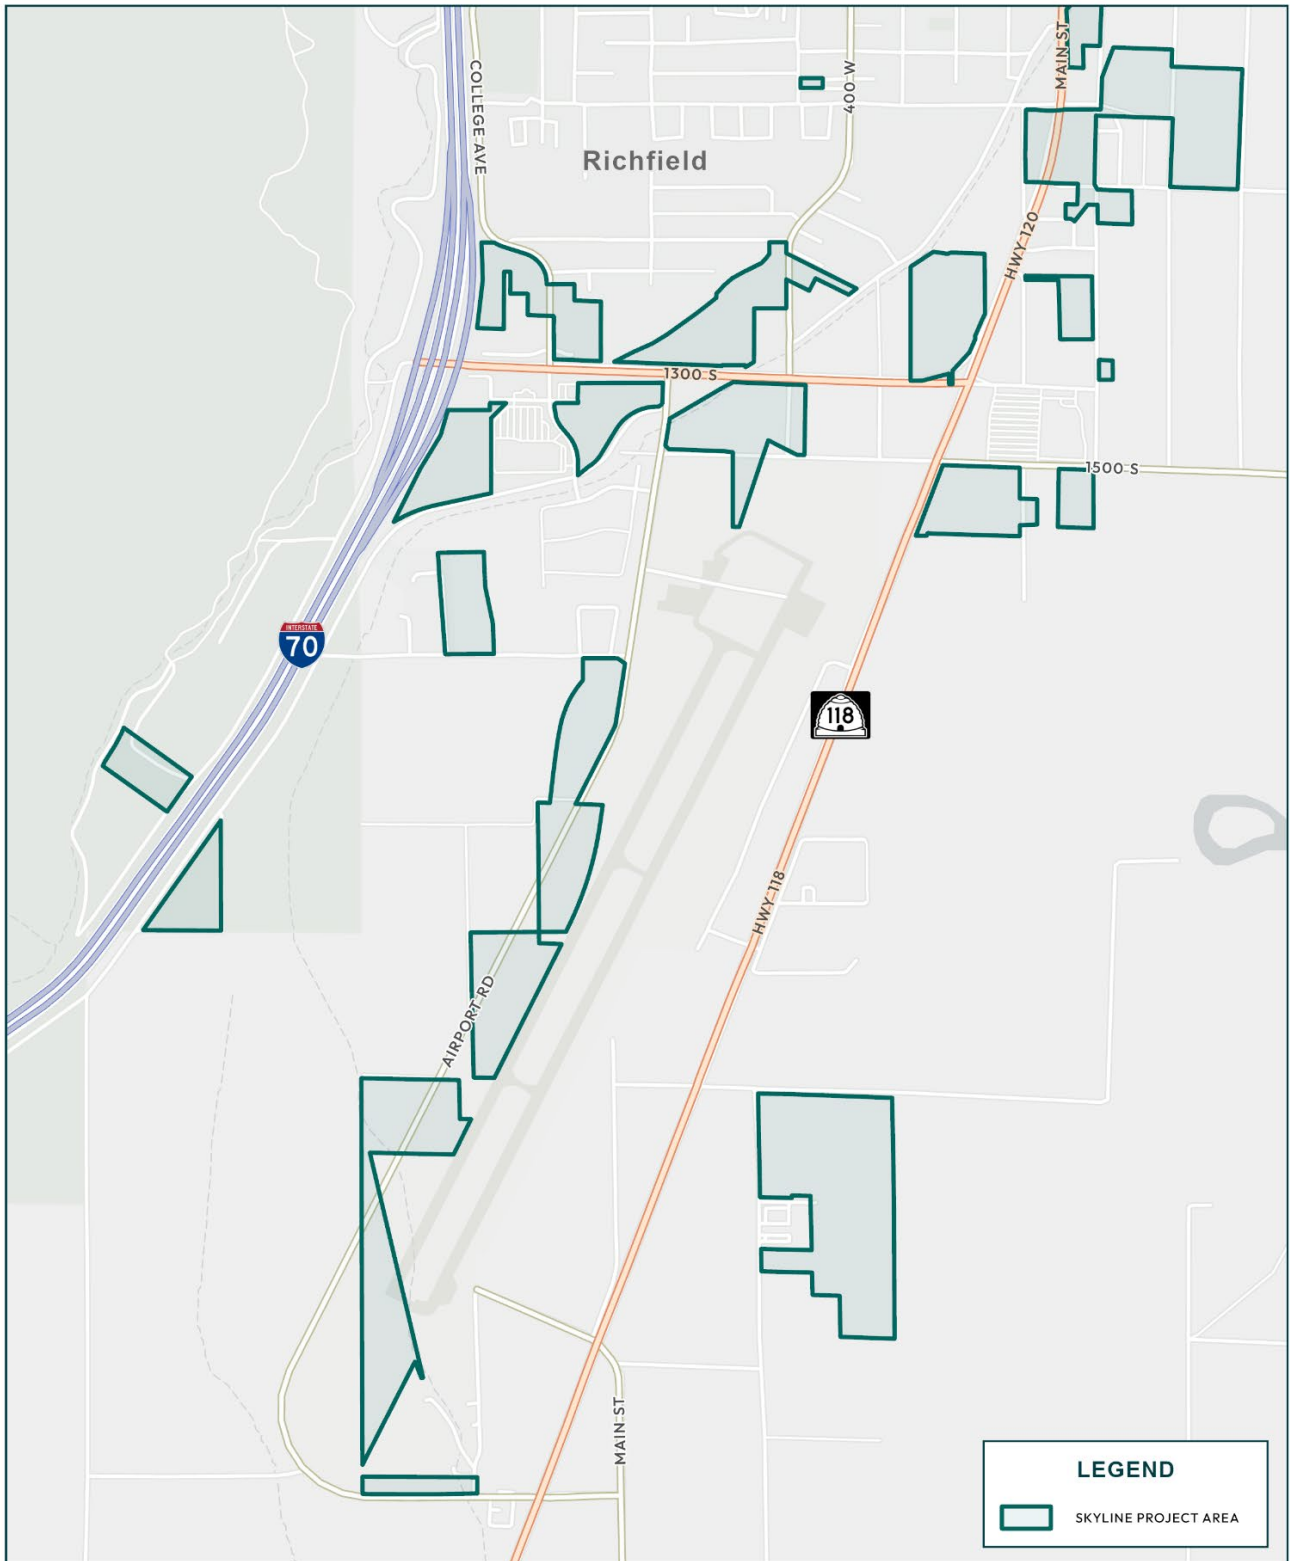 MAIN ST
COLLEGE AVE
400 W
Richfield
HWY 120
1300 S
1500 S
INTERSTATE
70
118
HWY 118
AIRPORT RD
MAIN ST
LEGEND
SKYLINE PROJECT AREA